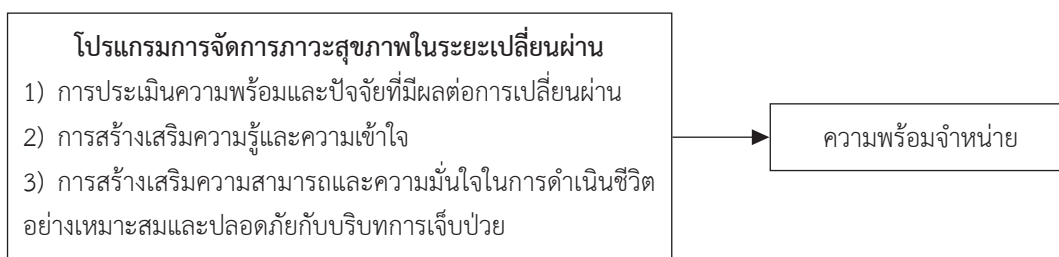 โปรแกรมการจัดการภาวะสุขภาพในระยะเปลี่ยนผ่าน
1) การประเมินความพร้อมและปัจจัยที่มีผลต่อการเปลี่ยนผ่าน
2) การสร้างเสริมความรู้และความเข้าใจ
3) การสร้างเสริมความสามารถและความมั่นใจในการดำเนินชีวิต
อย่างเหมาะสมและปลอดภัยกับบริบทการเจ็บป่วย
ความพร้อมจำหน่าย